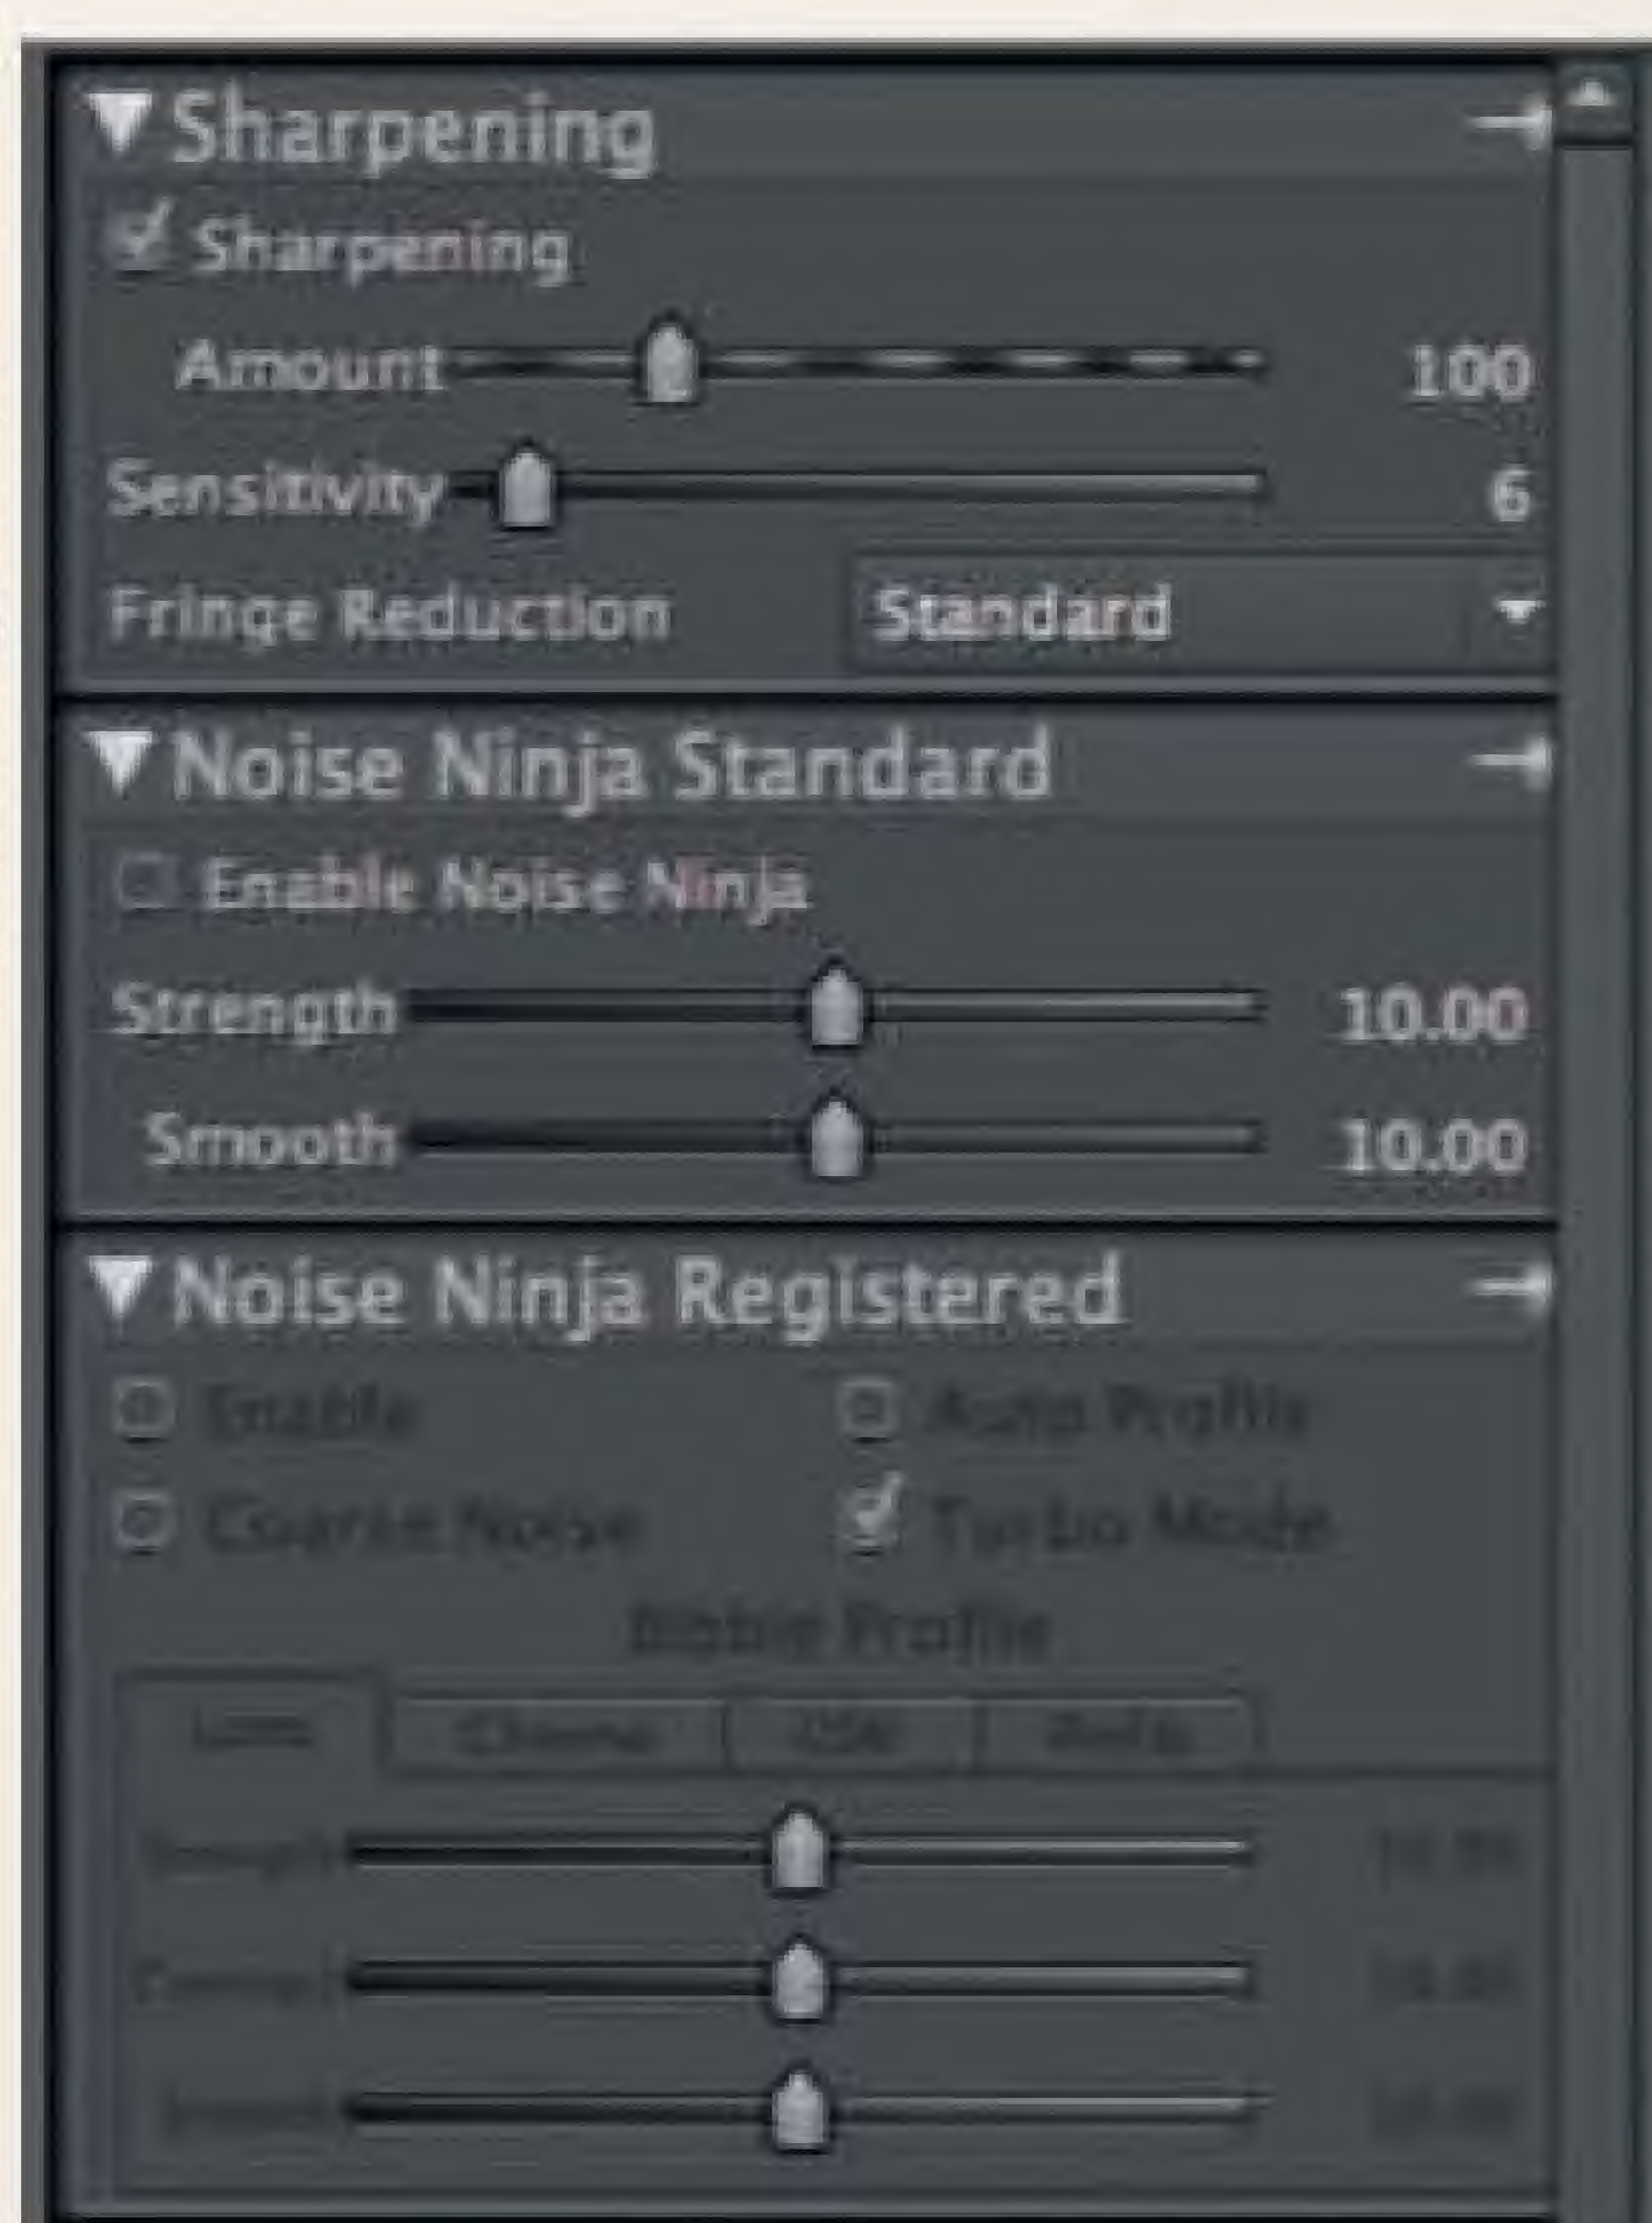 Sharpening
Sharpening
Amount 100
Sensitivity 6
Fringe Reduction Standard
Noise Ninja Standard
Enable Noise Ninja
Strength 10.00
Smooth 10.00
Noise Ninja Registered
Enable Auto Profile
Coarse Noise Turbo Mode
Profile